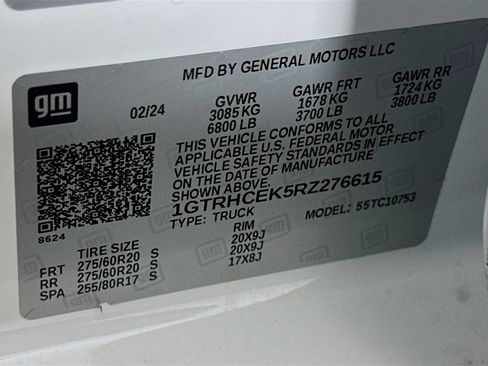 MFD BY GENERAL MOTORS LLC
gm
02/24 GVWR GAWR FRT GAWR RR
3085 KG 1678 KG 1724 KG
6800 LB 3700 LB 3800 LB
THIS VEHICLE CONFORMS TO ALL
APPLICABLE U.S. FEDERAL MOTOR
VEHICLE SAFETY STANDARDS IN EFFECT
ON THE DATE OF MANUFACTURE
SHOWN ABOVE.
1GTRHCEK5RZ276615
TYPE: TRUCK MODEL: 55TC10753
8624
TIRE SIZE RIM
FRT 275/60R20 S 20X9J
RR 275/60R20 S 20X9J
SPA 255/80R17 S 17X8J